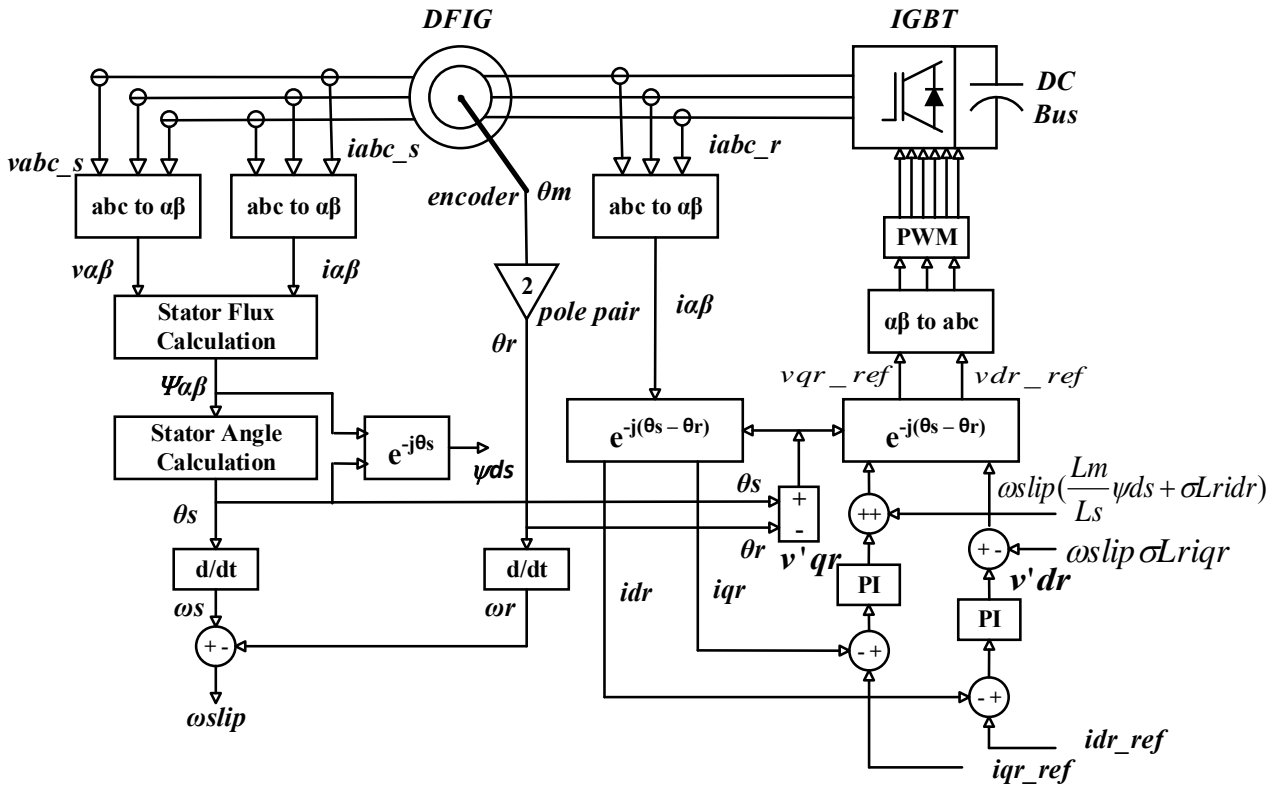 DFIG
IGBT
DC
Bus
vabc_s
iabc_s
iabc_r
encoder
θm
abc to αβ
abc to αβ
abc to αβ
PWM
vαβ
iαβ
2
pole pair
iαβ
αβ to abc
Stator Flux
Calculation
θr
Ψαβ
vqr_ref
vdr_ref
Stator Angle
Calculation
e-jθs
ψds
e-j(θs – θr)
e-j(θs – θr)
θs
θs
+
-
θr
++
ωslip(Lm/Ls ψds + σLridr)
d/dt
d/dt
v'qr
+ -
ωslip σLriqr
v'dr
ωs
ωr
idr
iqr
PI
PI
+ -
- +
- +
ωslip
idr_ref
iqr_ref